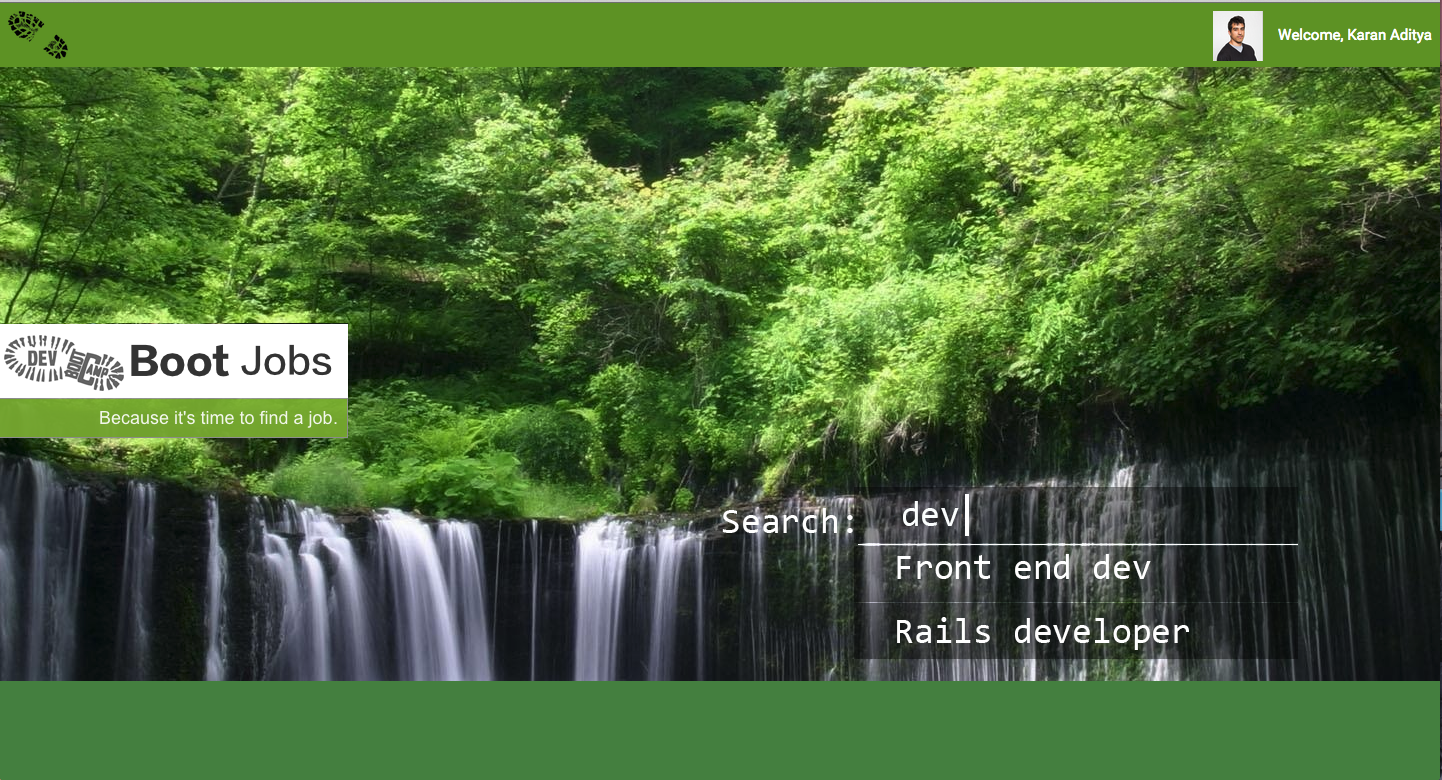 Welcome, Karan Aditya
DEV BOOT CAMP
Boot Jobs
Because it's time to find a job.
Search: dev
Front end dev
Rails developer